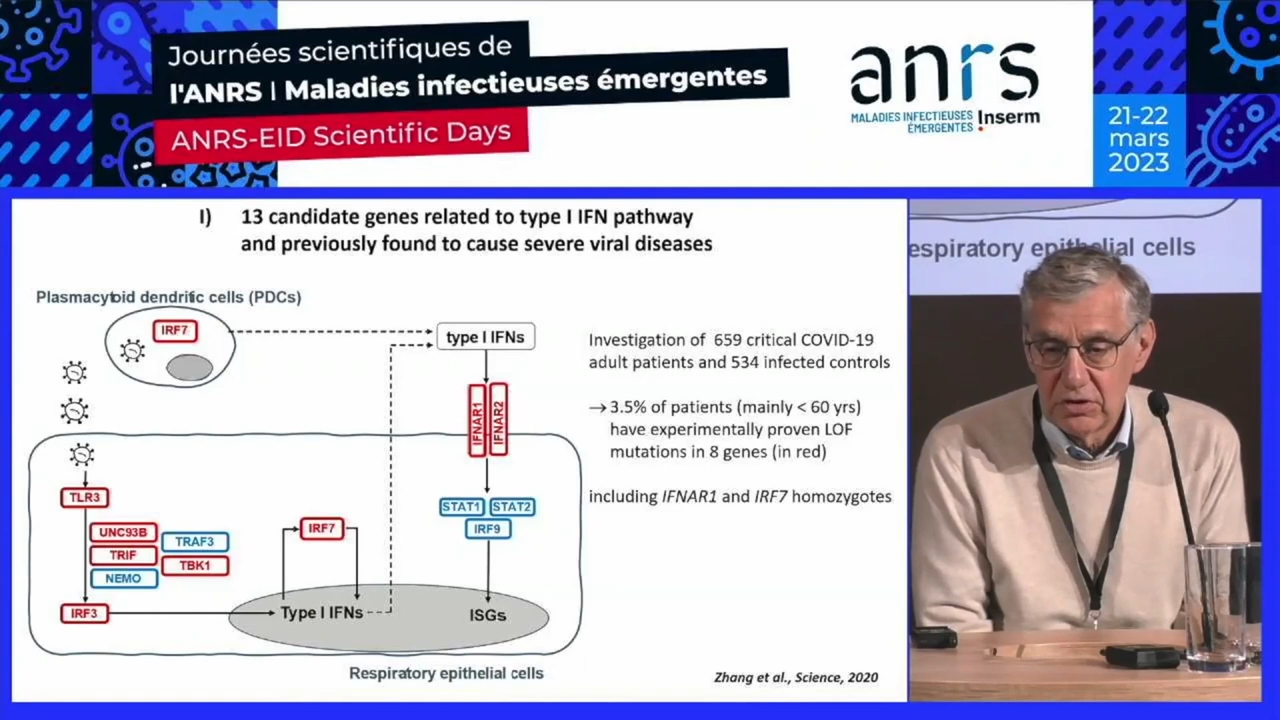 Journées scientifiques de
l'ANRS | Maladies infectieuses émergentes
ANRS-EID Scientific Days
anrs
MALADIES INFECTIEUSES
ÉMERGENTES
Inserm
21-22
mars
2023
I) 13 candidate genes related to type I IFN pathway
and previously found to cause severe viral diseases
Plasmacytoid dendritic cells (PDCs)
IRF7
type I IFNs
IFNAR1
IFNAR2
TLR3
UNC93B
TRIF
NEMO
TRAF3
TBK1
IRF3
IRF7
Type I IFNs
STAT1
STAT2
IRF9
ISGs
Respiratory epithelial cells
Investigation of 659 critical COVID-19
adult patients and 534 infected controls
→ 3.5% of patients (mainly < 60 yrs)
have experimentally proven LOF
mutations in 8 genes (in red)
including IFNAR1 and IRF7 homozygotes
Zhang et al., Science, 2020
espiratory epithelial cells